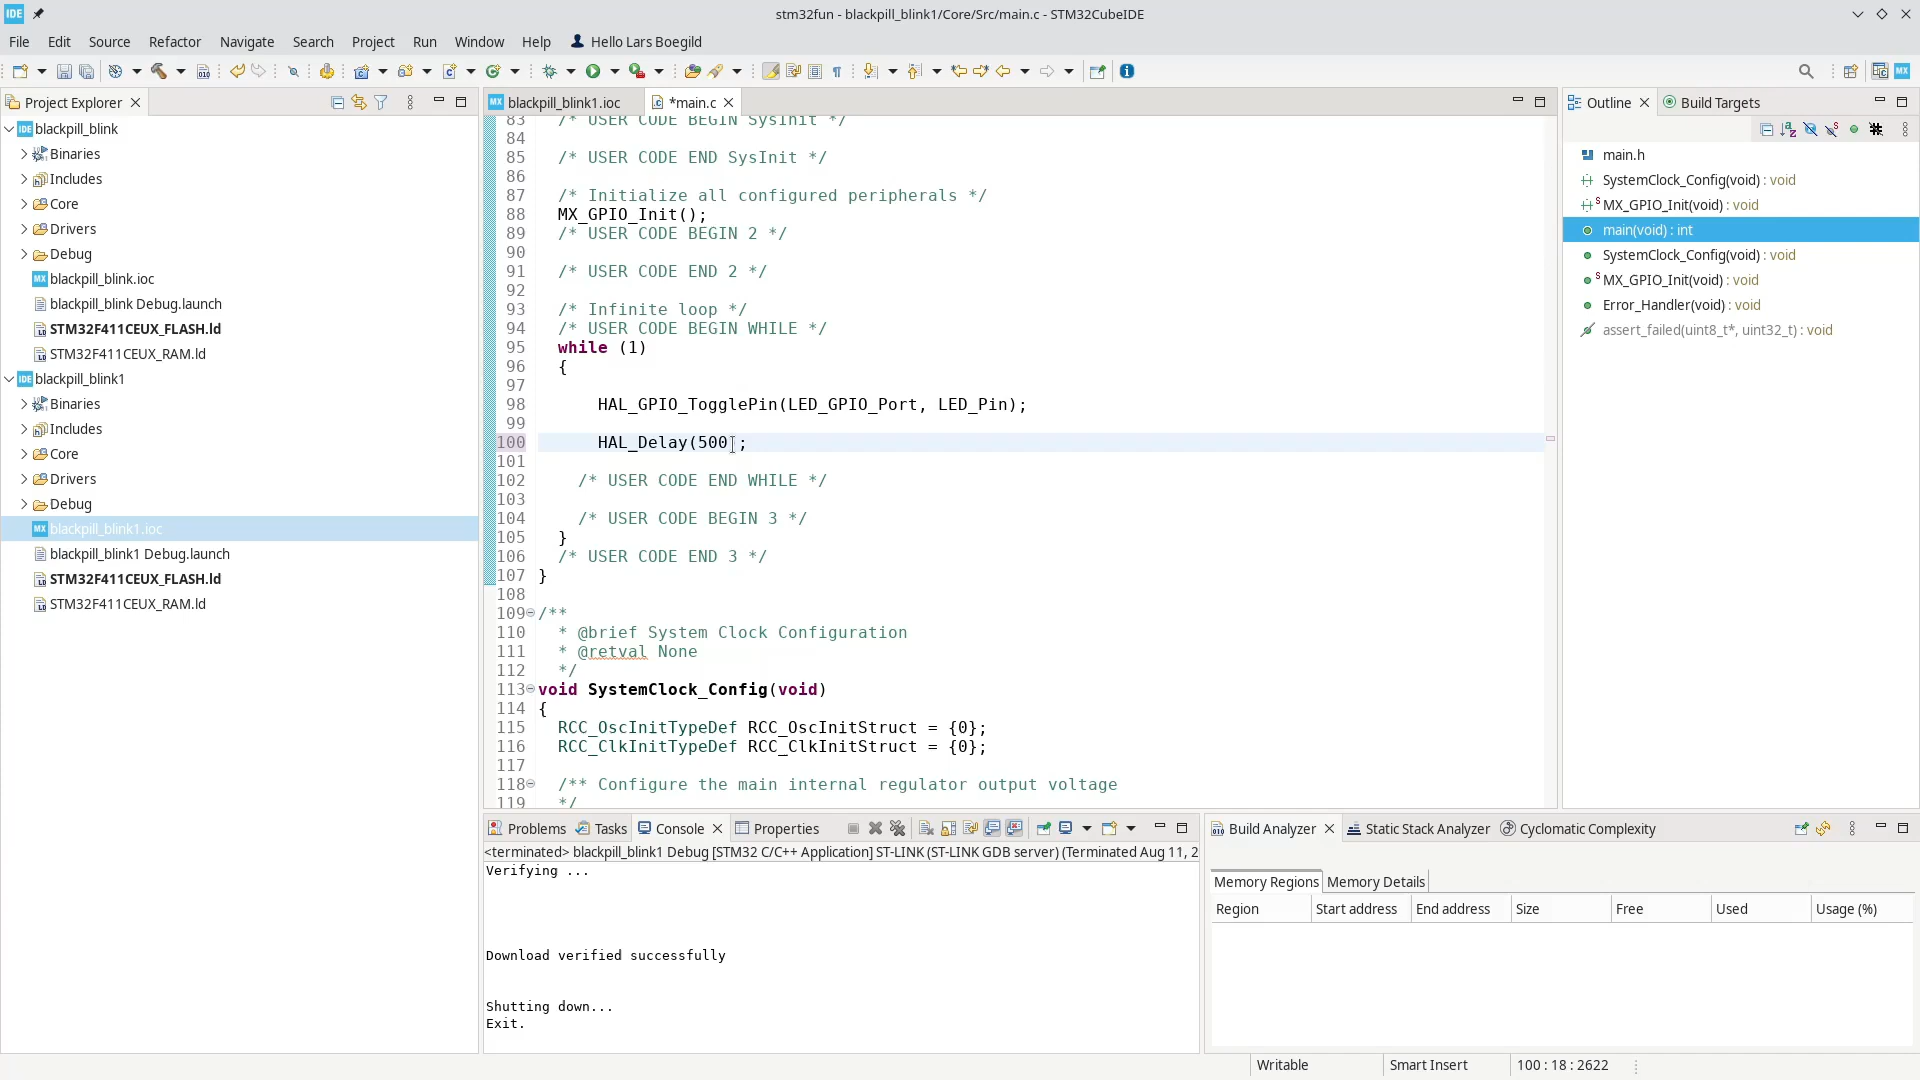 IDE
stm32fun - blackpill_blink1/Core/Src/main.c - STM32CubeIDE
File Edit Source Refactor Navigate Search Project Run Window Help Hello Lars Boegild
Project Explorer
blackpill_blink
Binaries
Includes
Core
Drivers
Debug
blackpill_blink.ioc
blackpill_blink Debug.launch
STM32F411CEUX_FLASH.ld
STM32F411CEUX_RAM.ld
blackpill_blink1
Binaries
Includes
Core
Drivers
Debug
blackpill_blink1.ioc
blackpill_blink1 Debug.launch
STM32F411CEUX_FLASH.ld
STM32F411CEUX_RAM.ld
blackpill_blink1.ioc *main.c
83 /* USER CODE BEGIN SysInit */
84
85 /* USER CODE END SysInit */
86
87 /* Initialize all configured peripherals */
88 MX_GPIO_Init();
89 /* USER CODE BEGIN 2 */
90
91 /* USER CODE END 2 */
92
93 /* Infinite loop */
94 /* USER CODE BEGIN WHILE */
95 while (1)
96 {
97
98 HAL_GPIO_TogglePin(LED_GPIO_Port, LED_Pin);
99
100 HAL_Delay(500);
101
102 /* USER CODE END WHILE */
103
104 /* USER CODE BEGIN 3 */
105 }
106 /* USER CODE END 3 */
107 }
108
109 /**
110 * @brief System Clock Configuration
111 * @retval None
112 */
113 void SystemClock_Config(void)
114 {
115 RCC_OscInitTypeDef RCC_OscInitStruct = {0};
116 RCC_ClkInitTypeDef RCC_ClkInitStruct = {0};
117
118 /** Configure the main internal regulator output voltage
119 */
Outline Build Targets
main.h
SystemClock_Config(void) : void
MX_GPIO_Init(void) : void
main(void) : int
SystemClock_Config(void) : void
MX_GPIO_Init(void) : void
Error_Handler(void) : void
assert_failed(uint8_t*, uint32_t) : void
Problems Tasks Console Properties
<terminated> blackpill_blink1 Debug [STM32 C/C++ Application] ST-LINK (ST-LINK GDB server) (Terminated Aug 11, 2
Verifying ...
Download verified successfully
Shutting down...
Exit.
Build Analyzer Static Stack Analyzer Cyclomatic Complexity
Memory Regions Memory Details
Region Start address End address Size Free Used Usage (%)
Writable Smart Insert 100 : 18 : 2622